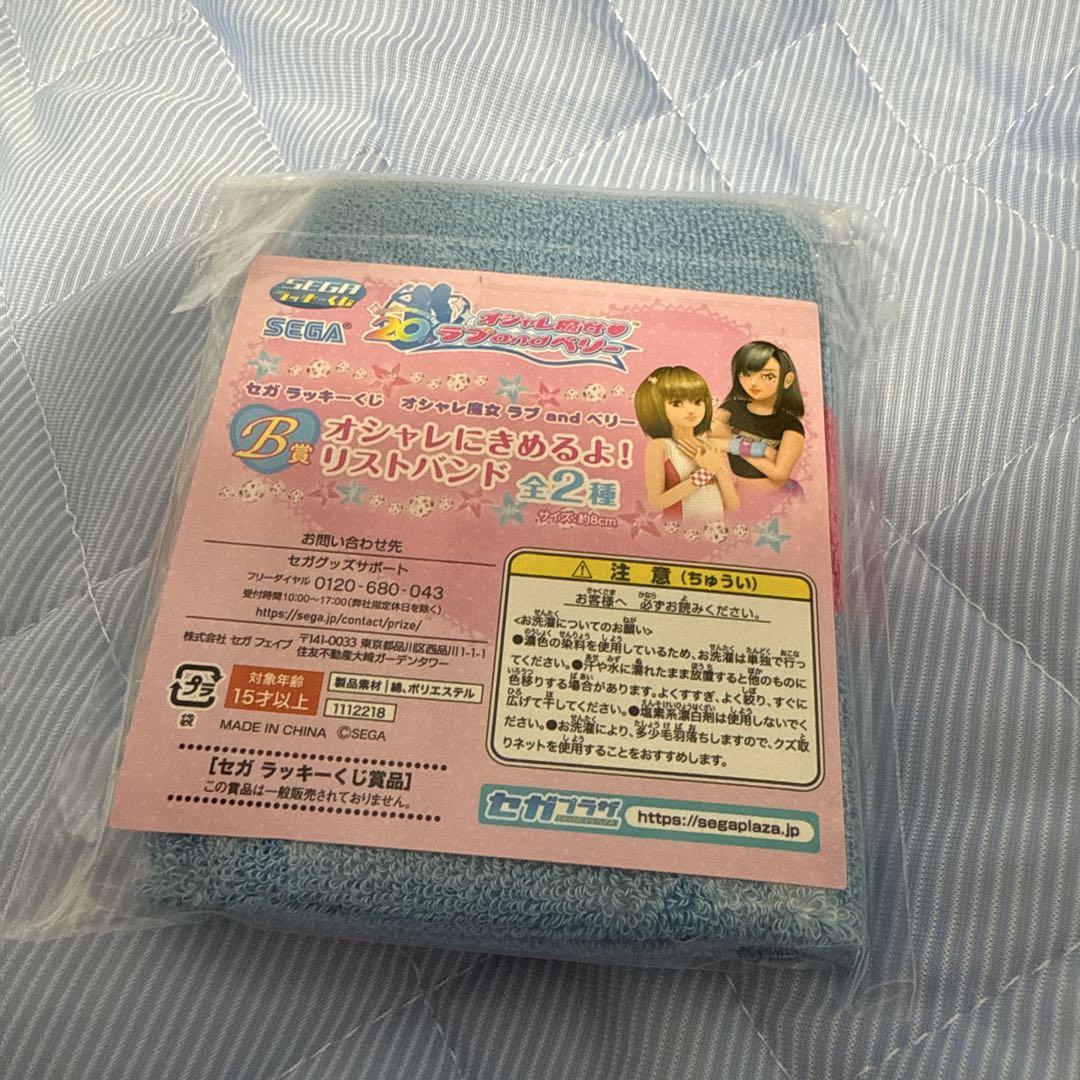 SEGA
ラッキーくじ
SEGA®
20th
オシャレ魔女♥
ラブandベリー™
セガ ラッキーくじ オシャレ魔女 ラブ and ベリー
B賞
オシャレにきめるよ!
リストバンド 全2種
サイズ:約8cm
お問い合わせ先
セガグッズサポート
フリーダイヤル 0120-680-043
受付時間10:00~17:00(弊社指定休日を除く)
https://sega.jp/contact/prize/
株式会社 セガ フェイブ 〒141-0033 東京都品川区西品川1-1-1
住友不動産大崎ガーデンタワー
プラ
袋
対象年齢
15才以上
製品素材 綿、ポリエステル
1112218
MADE IN CHINA ©SEGA
[セガ ラッキーくじ賞品]
この賞品は一般販売されておりません。
⚠ 注意(ちゅうい)
お客様へ 必ずお読みください。
<お洗濯についてのお願い>
●濃色の染料を使用しているため、お洗濯は単独で行っ
てください。●汗や水に濡れたまま放置すると他のものに
色移りする場合があります。よくすすぎ、よく絞り、すぐに
広げて干してください。●塩素系漂白剤は使用しないでく
ださい。●お洗濯により、多少毛羽落ちしますので、クズ取
りネットを使用することをおすすめします。
セガプラザ
https://segaplaza.jp